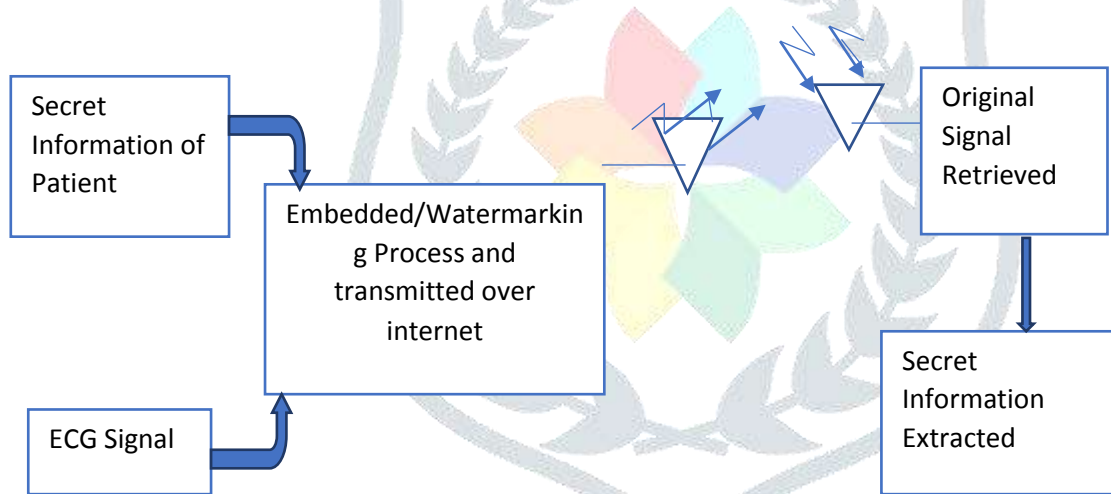 Secret
Information of
Patient
Embedded/Watermarkin
g Process and
transmitted over
internet
ECG Signal
Original
Signal
Retrieved
Secret
Information
Extracted